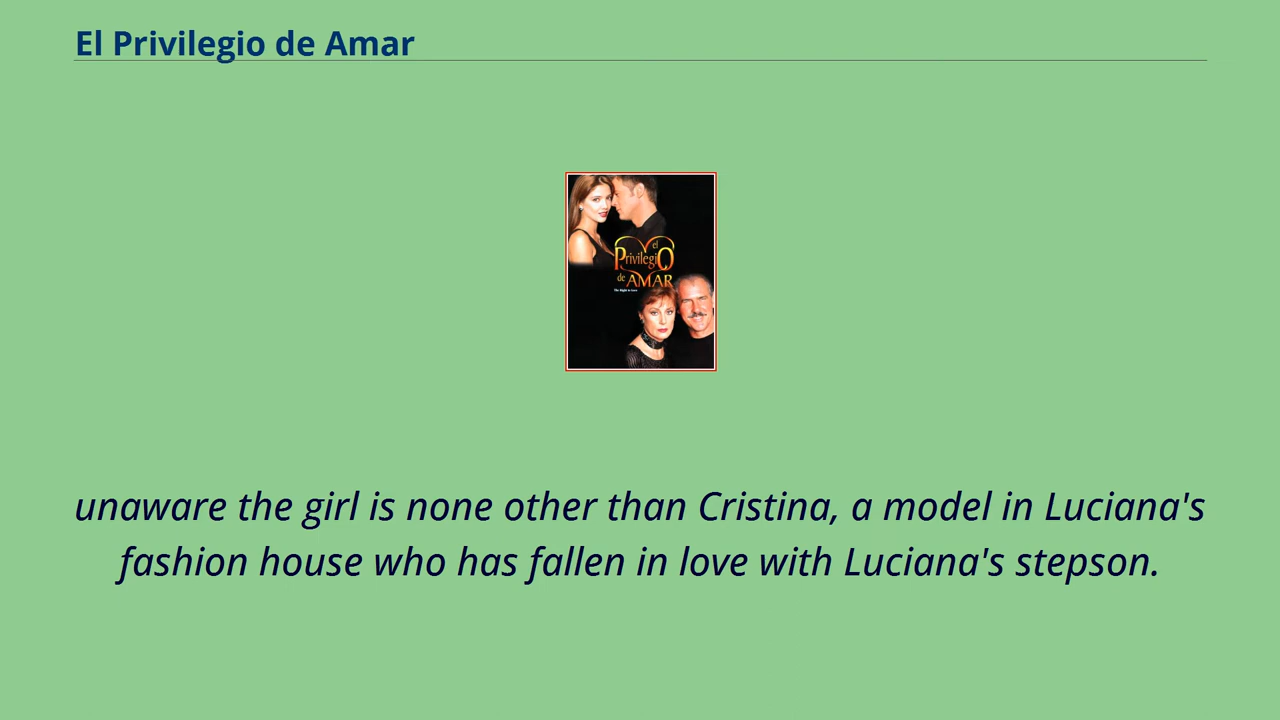 El Privilegio de Amar
el
Privilegio
de AMAR
unaware the girl is none other than Cristina, a model in Luciana's
fashion house who has fallen in love with Luciana's stepson.